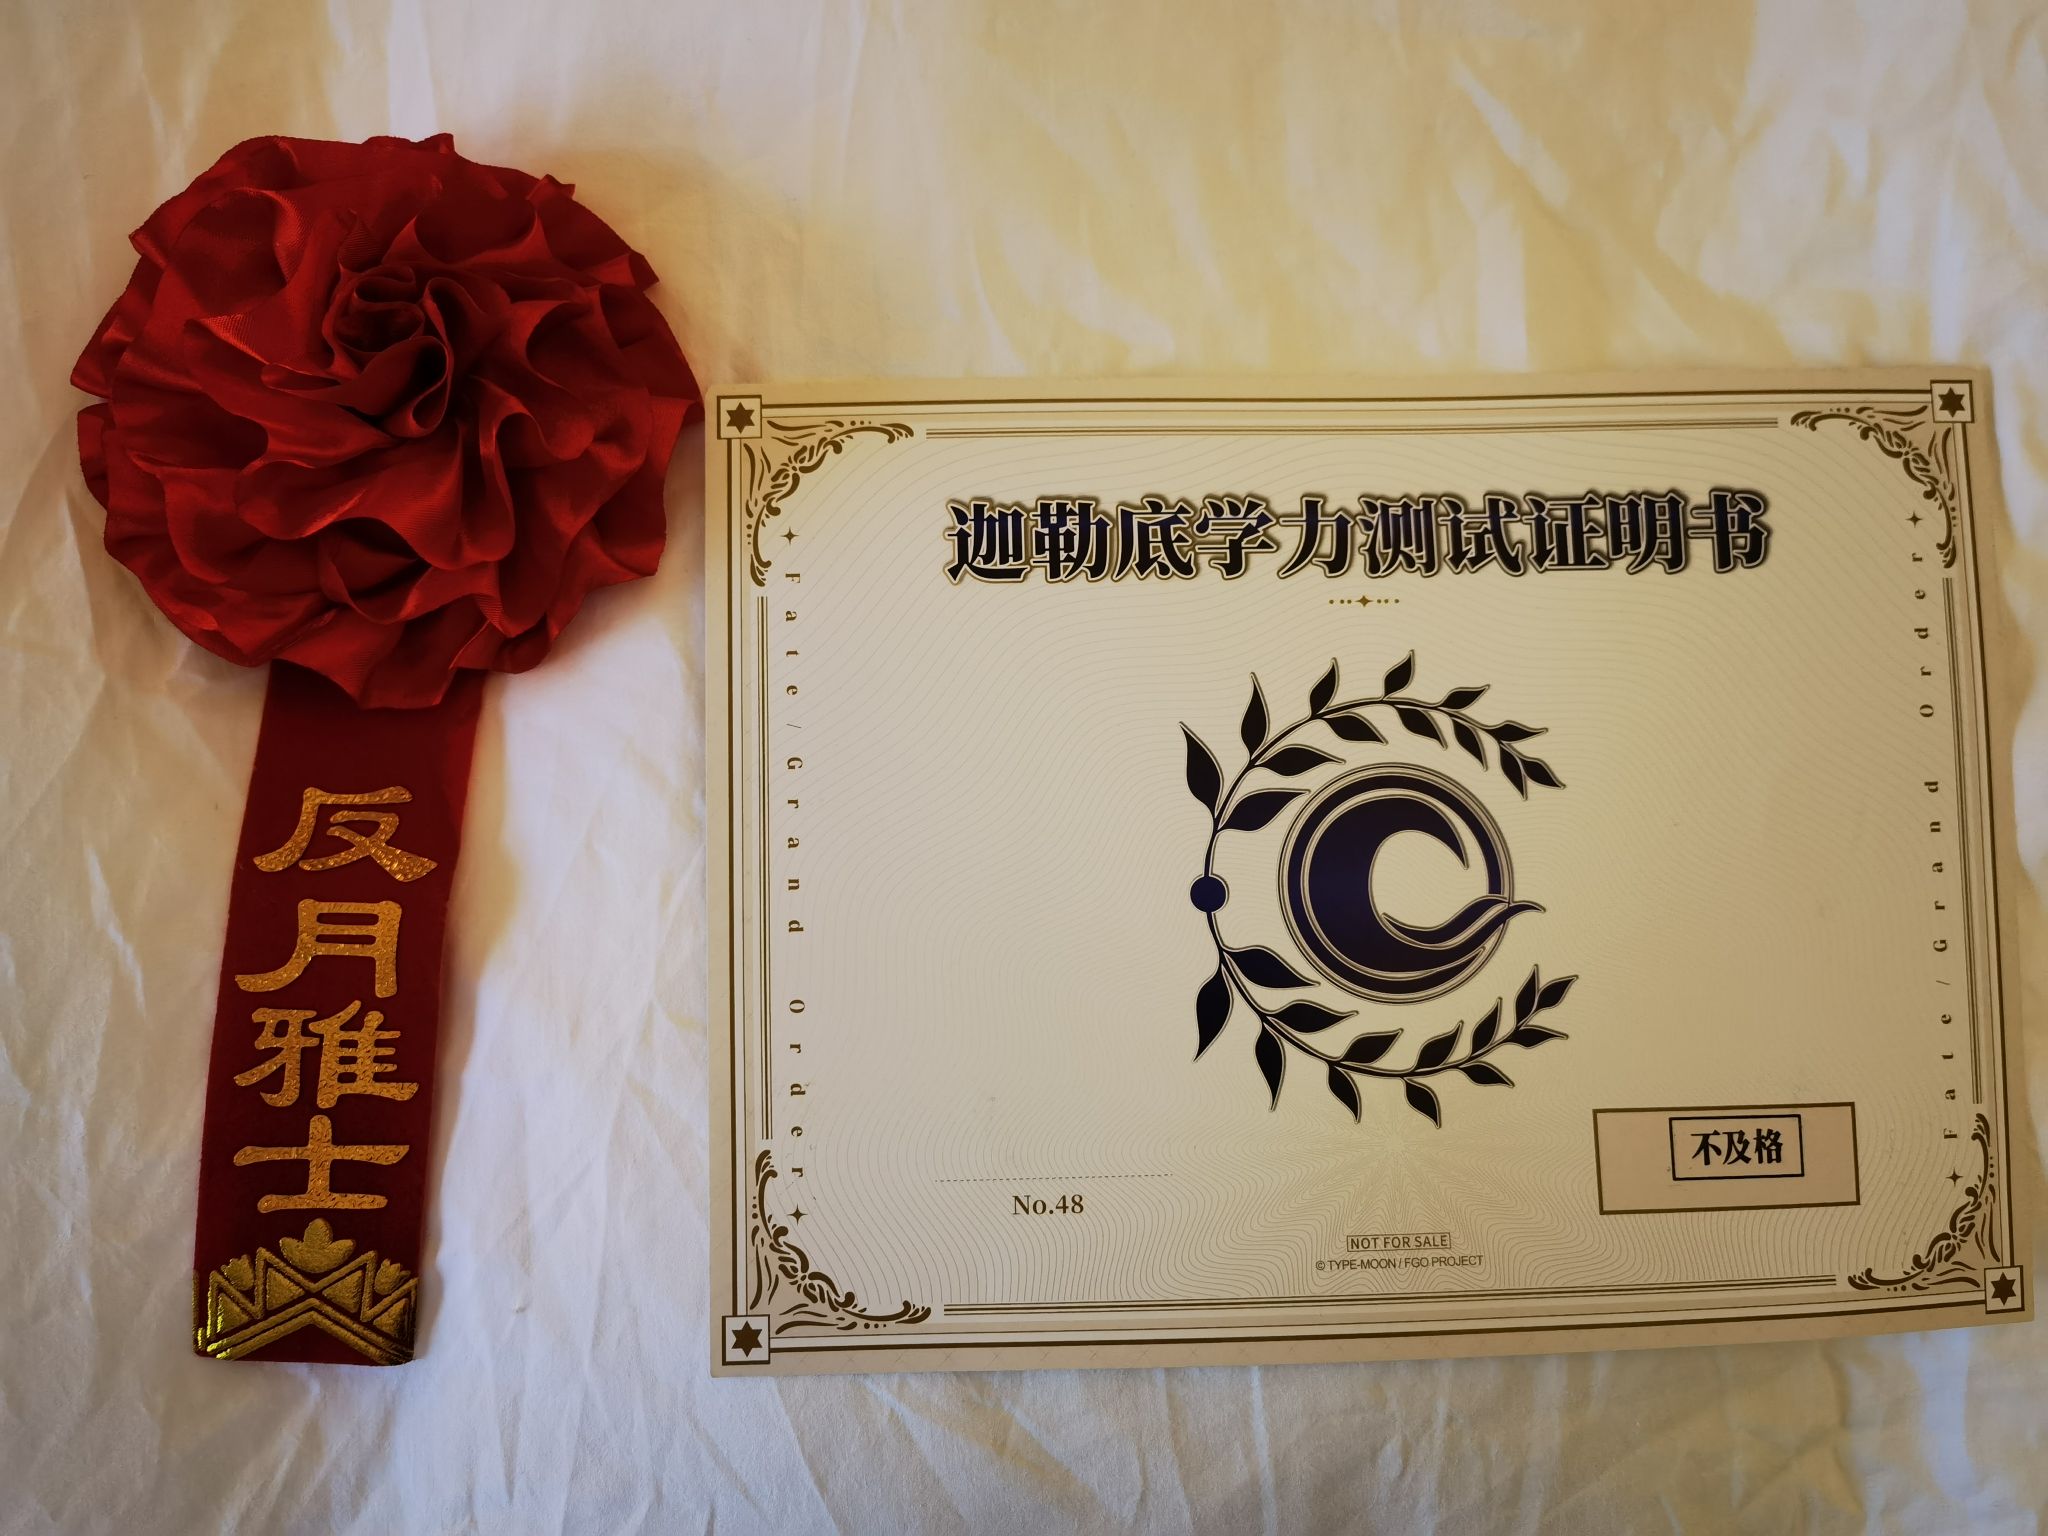 反月雅士
迦勒底学力测试证明书
Fate/Grand Order
Fate/Grand Order
不及格
No.48
NOT FOR SALE
© TYPE-MOON / FGO PROJECT